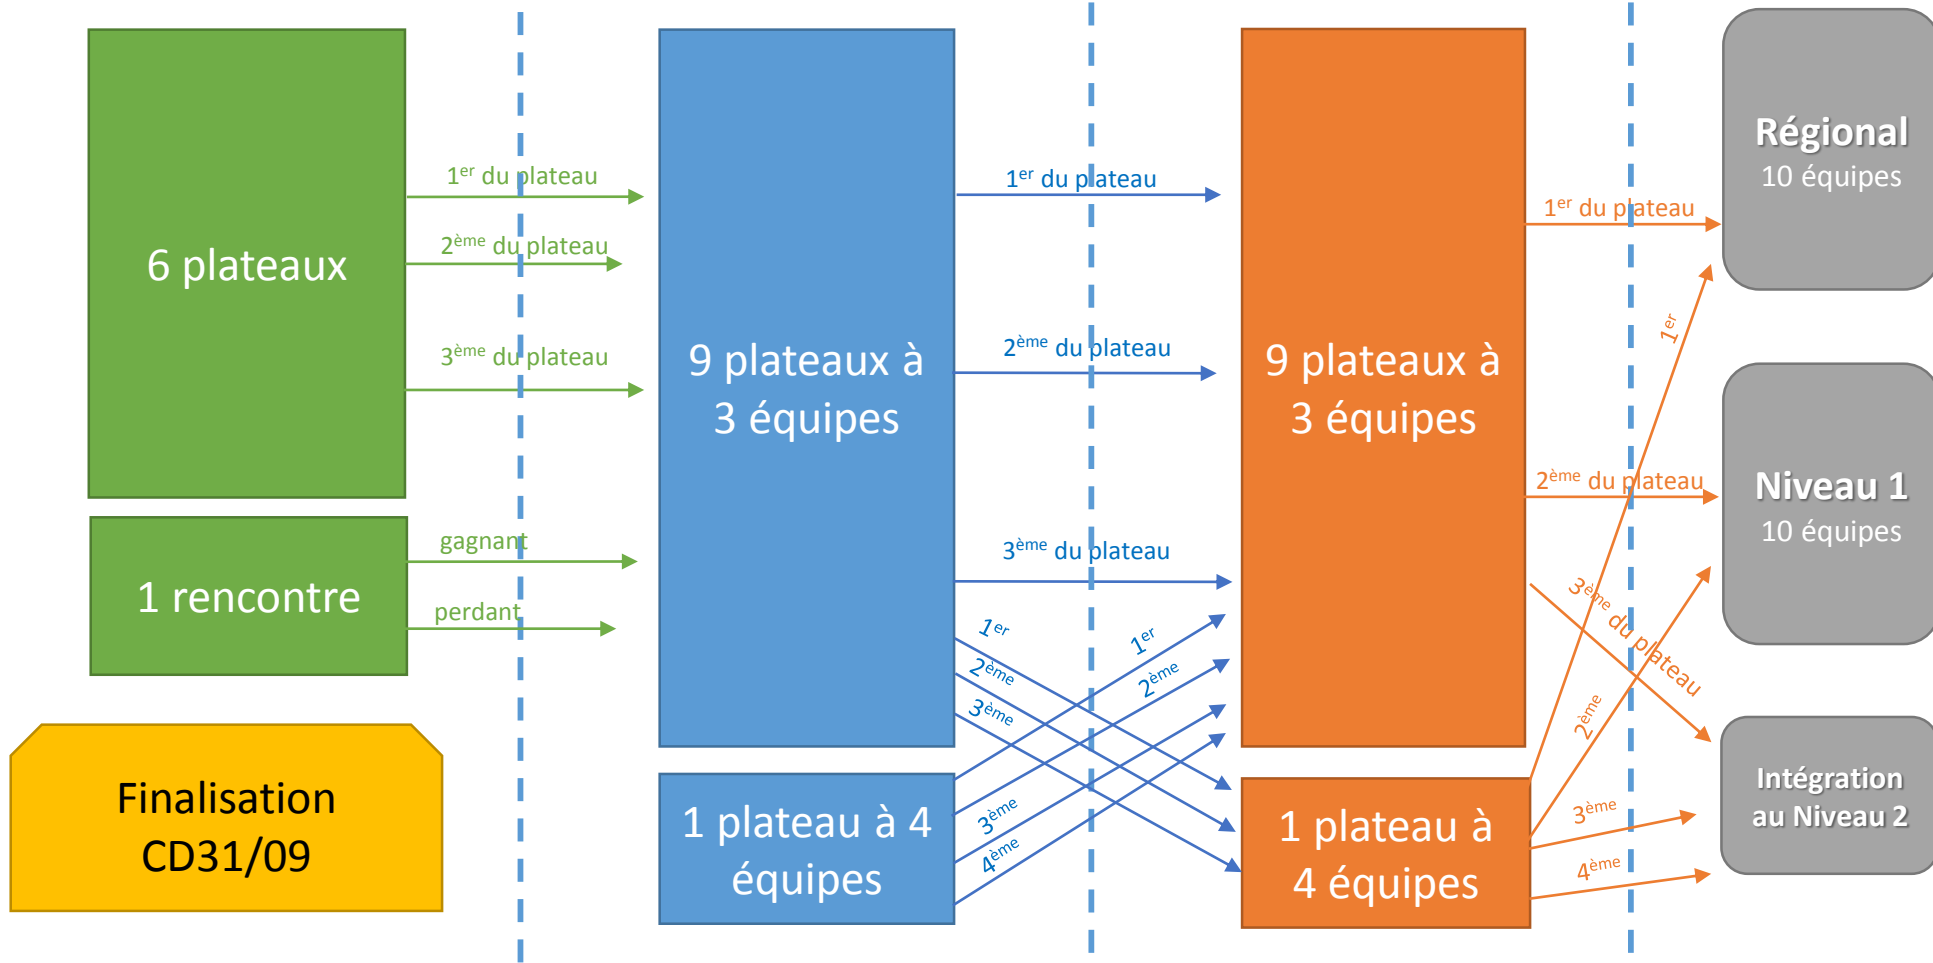 6 plateaux
1er du plateau
2ème du plateau
3ème du plateau
1 rencontre
gagnant
perdant
Finalisation
CD31/09
9 plateaux à
3 équipes
1 plateau à 4
équipes
1er du plateau
2ème du plateau
3ème du plateau
1er
2ème
3ème
1er
2ème
3ème
4ème
9 plateaux à
3 équipes
1 plateau à
4 équipes
1er du plateau
1er
2ème du plateau
3ème du plateau
2ème
3ème
4ème
Régional
10 équipes
Niveau 1
10 équipes
Intégration
au Niveau 2